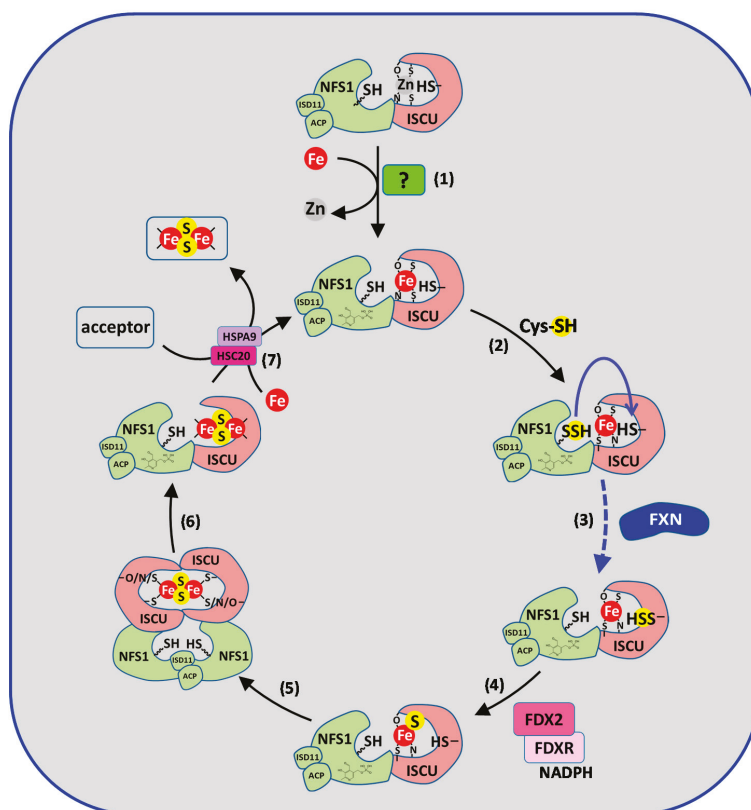 NFS1
SH
O
S
Zn
HS–
N
S
ISD11
ACP
ISCU
Fe
?
(1)
Zn
S
Fe
Fe
S
NFS1
SH
O
S
Fe
HS–
N
S
ISD11
ACP
ISCU
acceptor
HSPA9
HSC20
(7)
Fe
Cys-SH
(2)
NFS1
SH
S
Fe
Fe
S
ISD11
ACP
ISCU
NFS1
SSH
O
S
Fe
HS–
S
N
ISD11
ACP
ISCU
(3)
FXN
(6)
ISCU
–O/N/S
S–
S
Fe
Fe
S
–S
S/N/O–
ISCU
SH
HS
NFS1
ISD11
NFS1
ACP
NFS1
SH
O
S
Fe
HSS–
S
N
ISD11
ACP
ISCU
(4)
(5)
FDX2
FDXR
NADPH
NFS1
SH
O
S
Fe
HS–
S
N
ISD11
ACP
ISCU